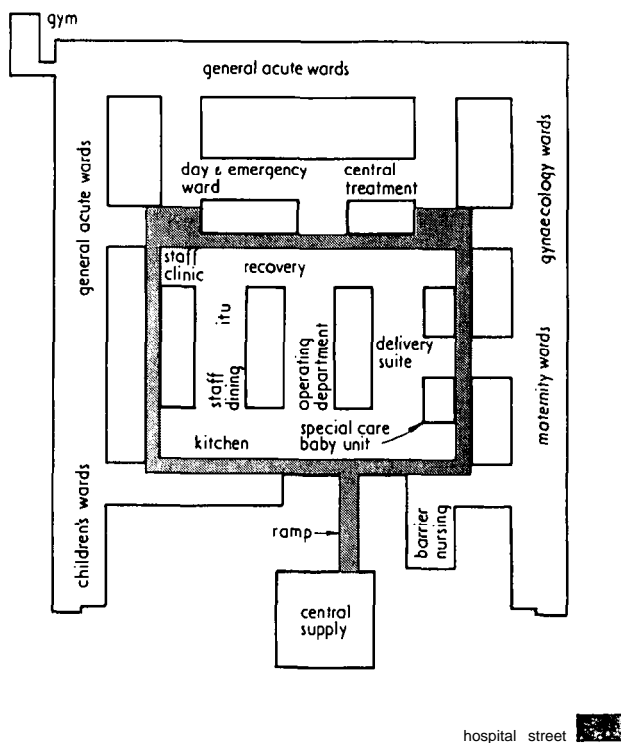 gym
general acute wards
general acute wards
gynaecology wards
day & emergency
ward
central
treatment
staff
clinic
recovery
itu
staff
dining
operating
department
delivery
suite
maternity wards
special care
baby unit
kitchen
children's wards
ramp
barrier
nursing
central
supply
hospital street